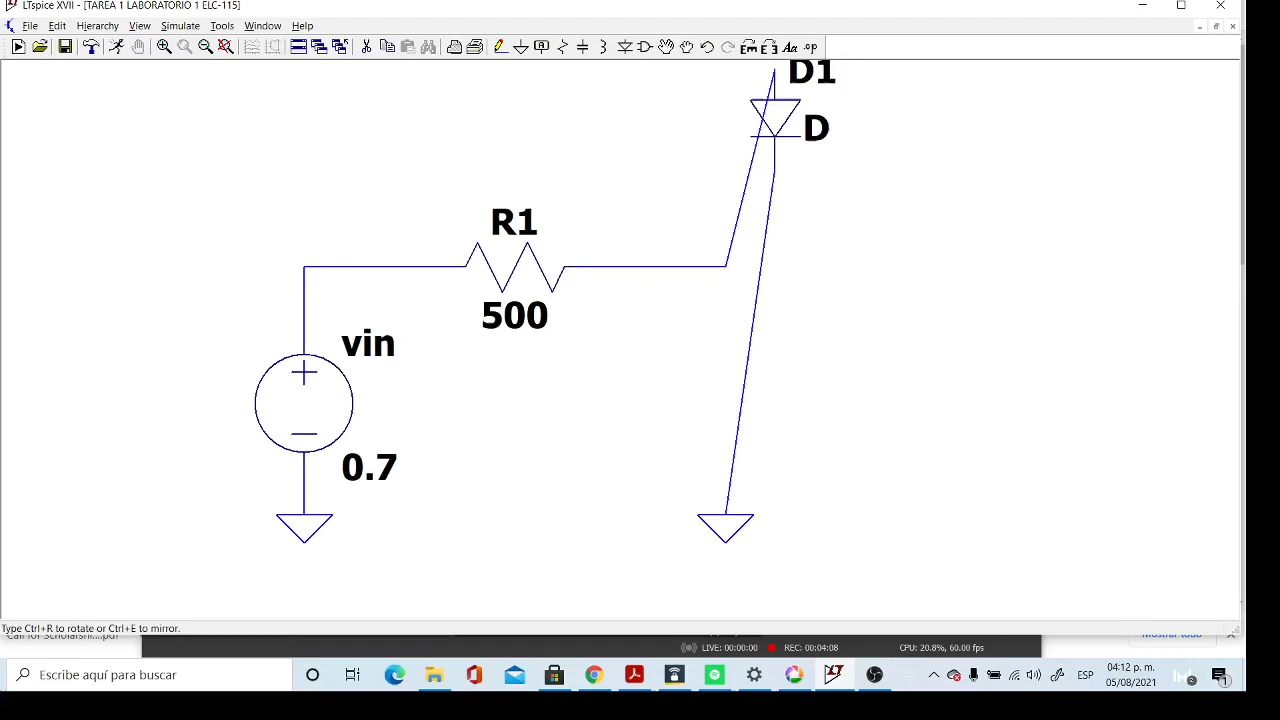 LTspice XVII - [TAREA 1 LABORATORIO 1 ELC-115]
File Edit Hierarchy View Simulate Tools Window Help
D1
D
R1
500
vin
0.7
Type Ctrl+R to rotate or Ctrl+E to mirror.
Mostrar todo
LIVE: 00:00:00 REC: 00:04:08 CPU: 20.8%, 60.00 fps
Escribe aquí para buscar
ESP
04:12 p. m.
05/08/2021